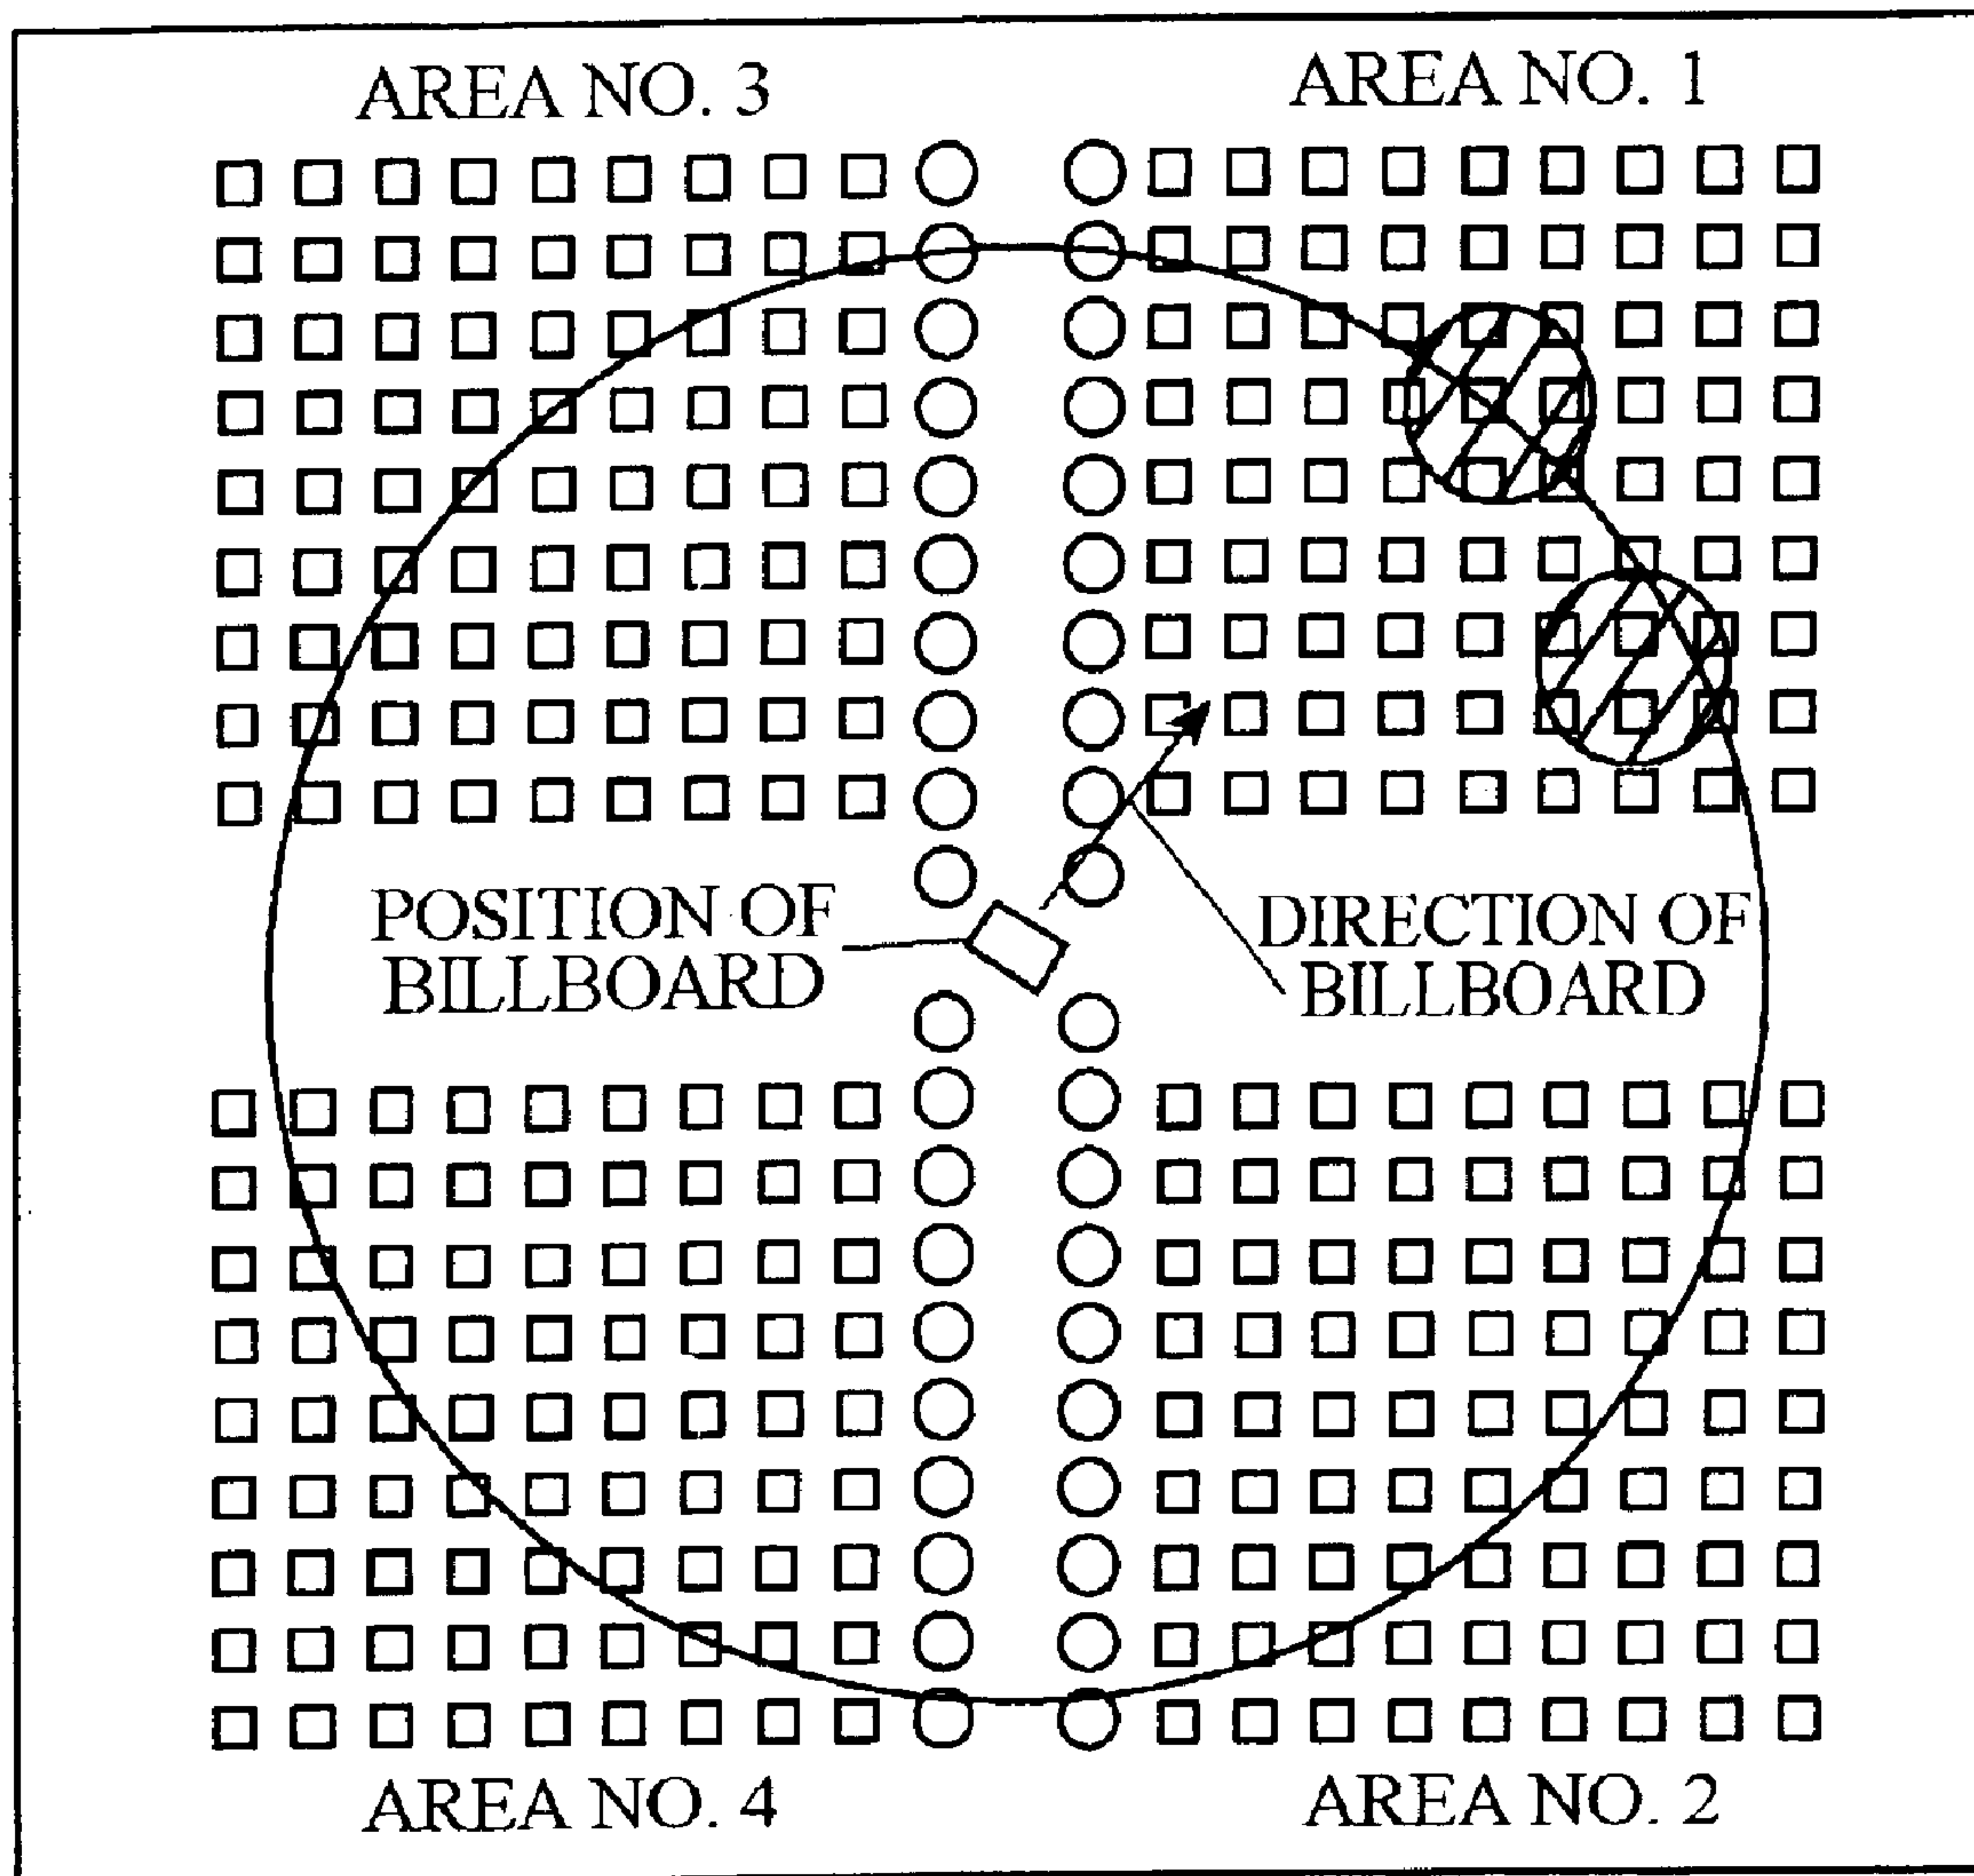 AREA NO. 3
AREA NO. 1
POSITION OF
BILLBOARD
DIRECTION OF
BILLBOARD
AREA NO. 4
AREA NO. 2